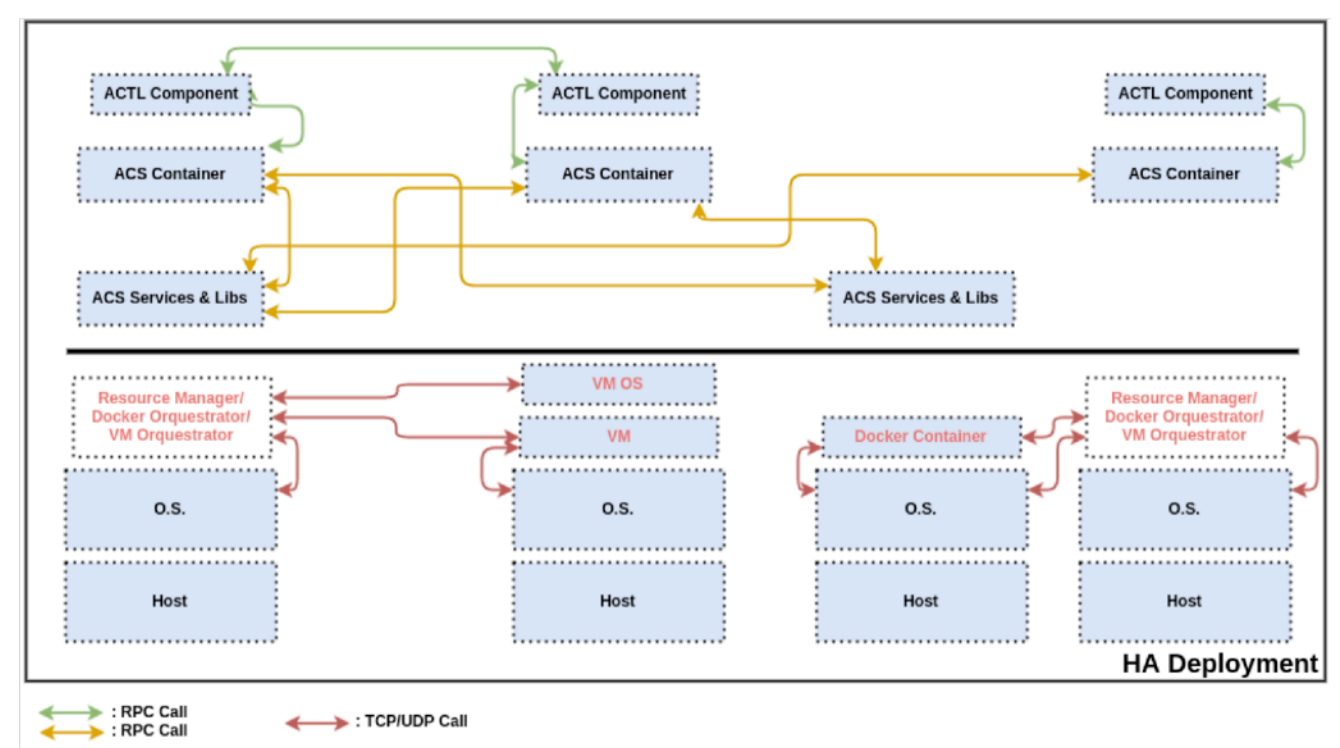 ACTL Component
ACTL Component
ACTL Component
ACS Container
ACS Container
ACS Container
ACS Services & Libs
ACS Services & Libs
Resource Manager/
Docker Orquestrator/
VM Orquestrator
VM OS
VM
Docker Container
Resource Manager/
Docker Orquestrator/
VM Orquestrator
O.S.
O.S.
O.S.
O.S.
Host
Host
Host
Host
HA Deployment
: RPC Call
: RPC Call
: TCP/UDP Call